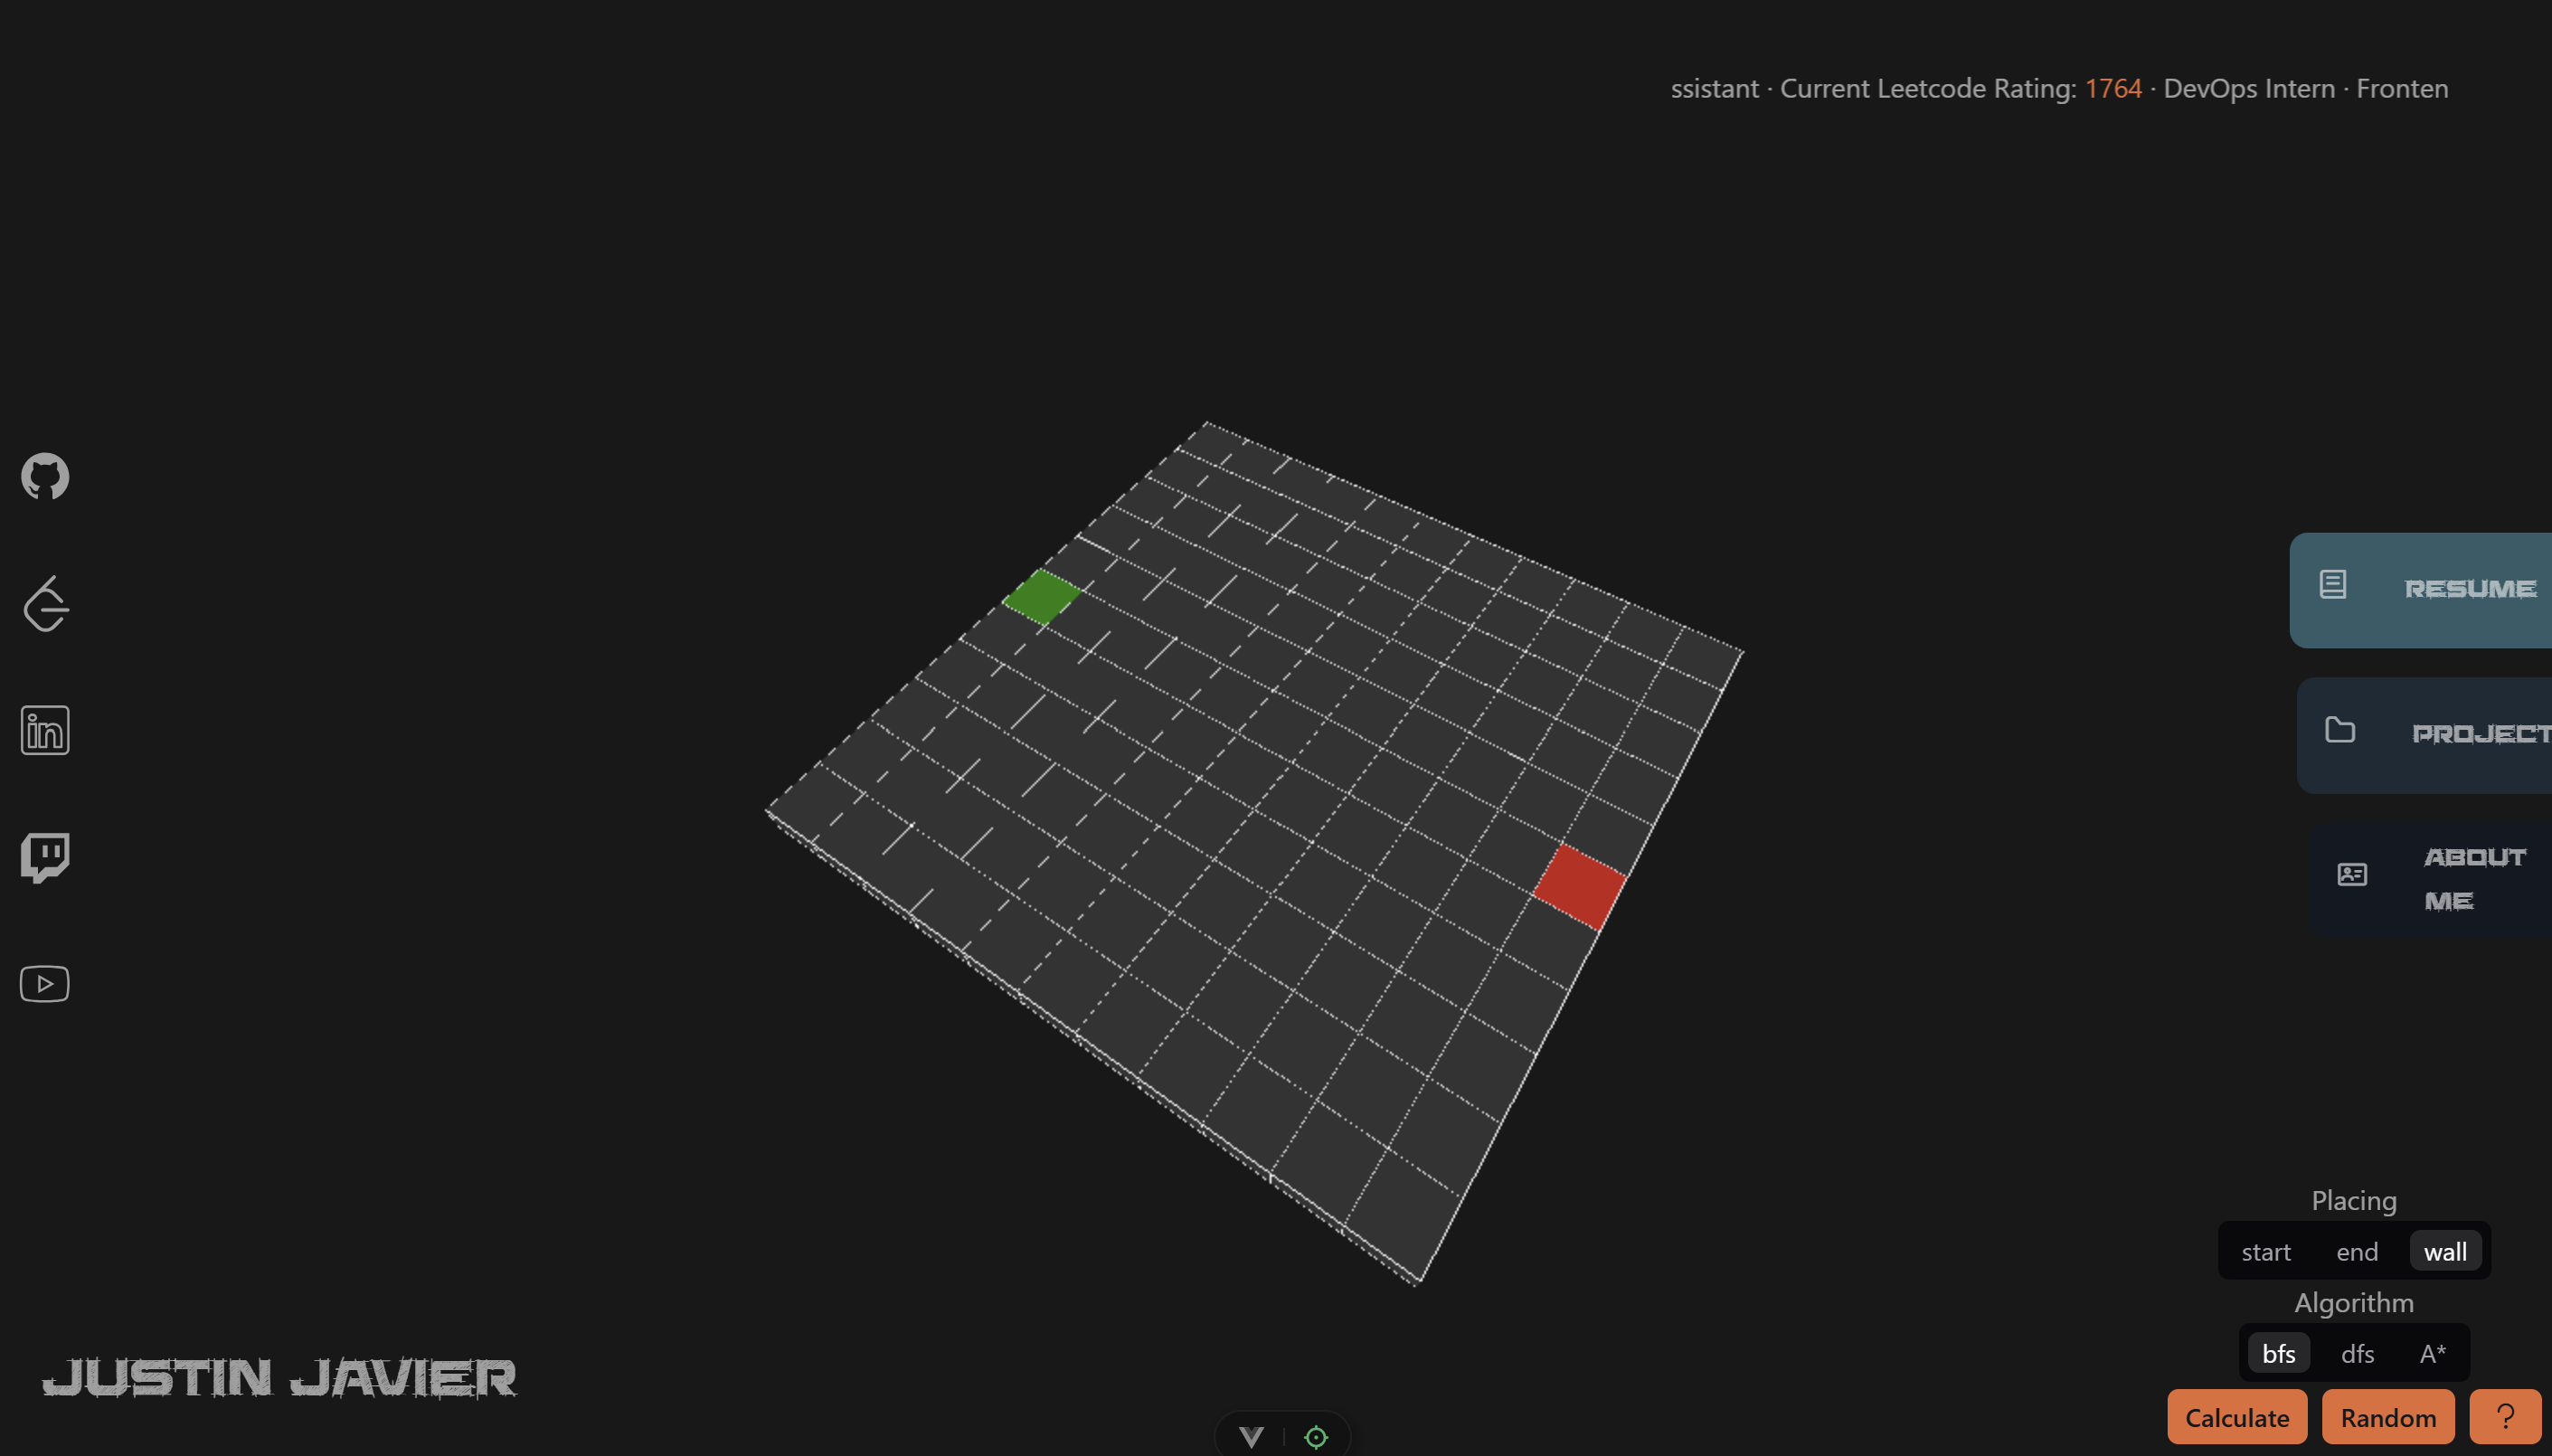 ssistant · Current Leetcode Rating: 1764 · DevOps Intern · Fronten
in
RESUME
PROJECT
ABOUT
ME
Placing
start end wall
Algorithm
bfs dfs A*
Calculate Random ?
JUSTIN JAVIER